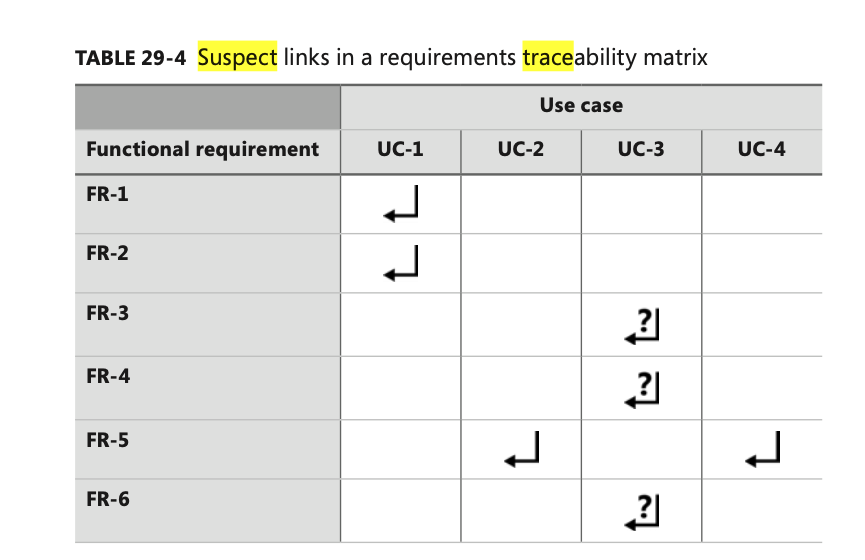 TABLE 29-4 Suspect links in a requirements traceability matrix
Use case
Functional requirement UC-1 UC-2 UC-3 UC-4
FR-1
FR-2
FR-3 ?
FR-4 ?
FR-5
FR-6 ?